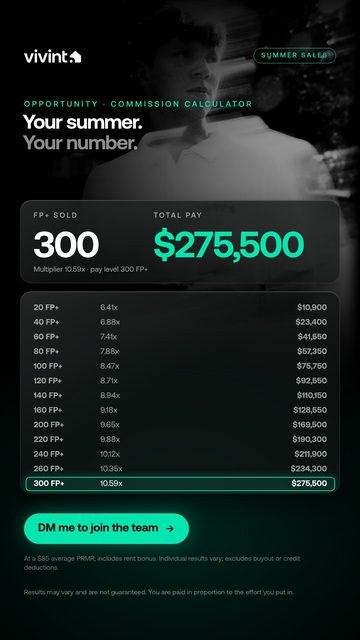 vivint
SUMMER SALES
OPPORTUNITY · COMMISSION CALCULATOR
Your summer.
Your number.
FP+ SOLD TOTAL PAY
300 $275,500
Multiplier 10.59x · pay level 300 FP+
20 FP+ 6.41x $10,900
40 FP+ 6.88x $23,400
60 FP+ 7.41x $41,550
80 FP+ 7.88x $57,350
100 FP+ 8.47x $75,750
120 FP+ 8.71x $92,550
140 FP+ 8.94x $110,150
160 FP+ 9.18x $128,550
200 FP+ 9.65x $169,500
220 FP+ 9.88x $190,300
240 FP+ 10.12x $211,900
260 FP+ 10.35x $234,300
300 FP+ 10.59x $275,500
DM me to join the team →
At a $85 average PRMR; includes rent bonus. Individual results vary; excludes buyout or credit
deductions.
Results may vary and are not guaranteed. You are paid in proportion to the effort you put in.